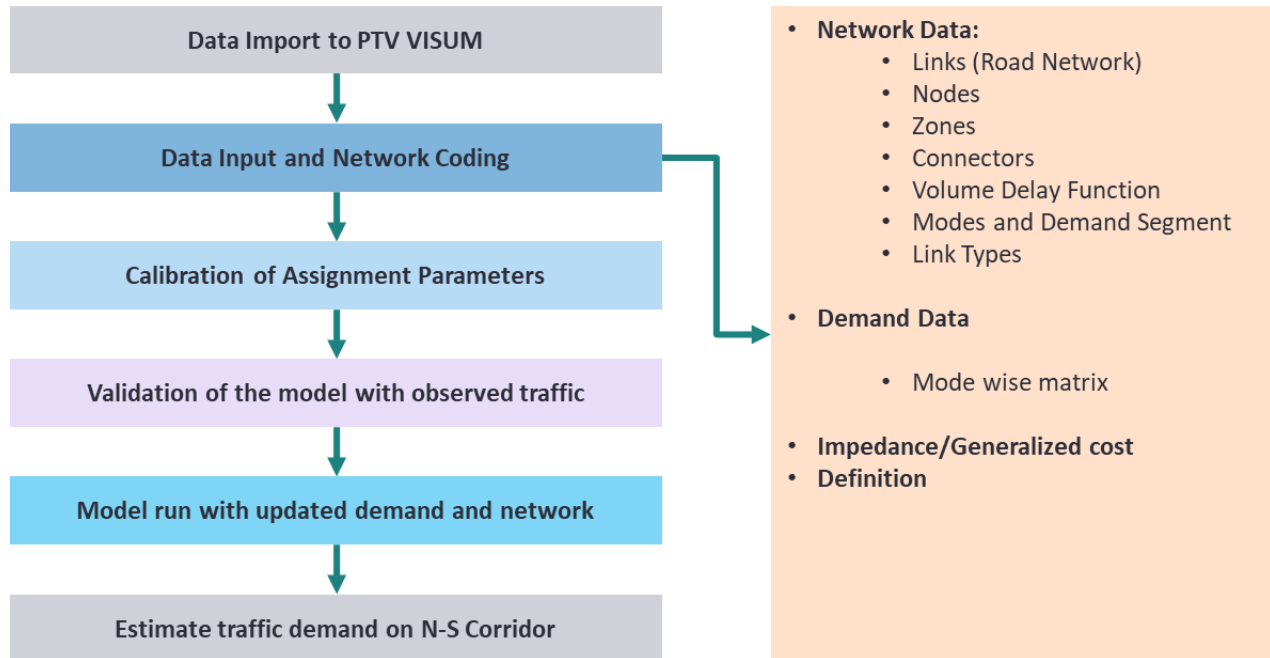 Data Import to PTV VISUM
Data Input and Network Coding
Calibration of Assignment Parameters
Validation of the model with observed traffic
Model run with updated demand and network
Estimate traffic demand on N-S Corridor
• Network Data:
• Links (Road Network)
• Nodes
• Zones
• Connectors
• Volume Delay Function
• Modes and Demand Segment
• Link Types
• Demand Data
• Mode wise matrix
• Impedance/Generalized cost
• Definition